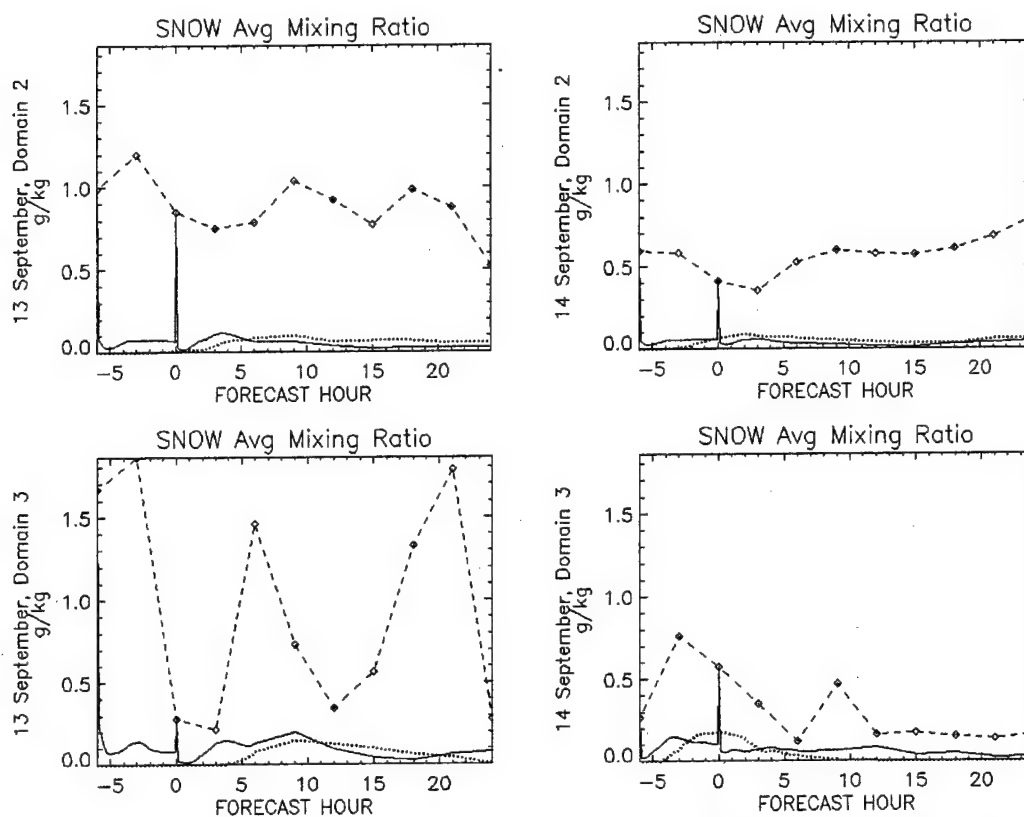 SNOW Avg Mixing Ratio
13 September, Domain 2
g/kg
1.5
1.0
0.5
0.0
−5 0 5 10 15 20
FORECAST HOUR
SNOW Avg Mixing Ratio
14 September, Domain 2
g/kg
1.5
1.0
0.5
0.0
−5 0 5 10 15 20
FORECAST HOUR
SNOW Avg Mixing Ratio
13 September, Domain 3
g/kg
1.5
1.0
0.5
0.0
−5 0 5 10 15 20
FORECAST HOUR
SNOW Avg Mixing Ratio
14 September, Domain 3
g/kg
1.5
1.0
0.5
0.0
−5 0 5 10 15 20
FORECAST HOUR